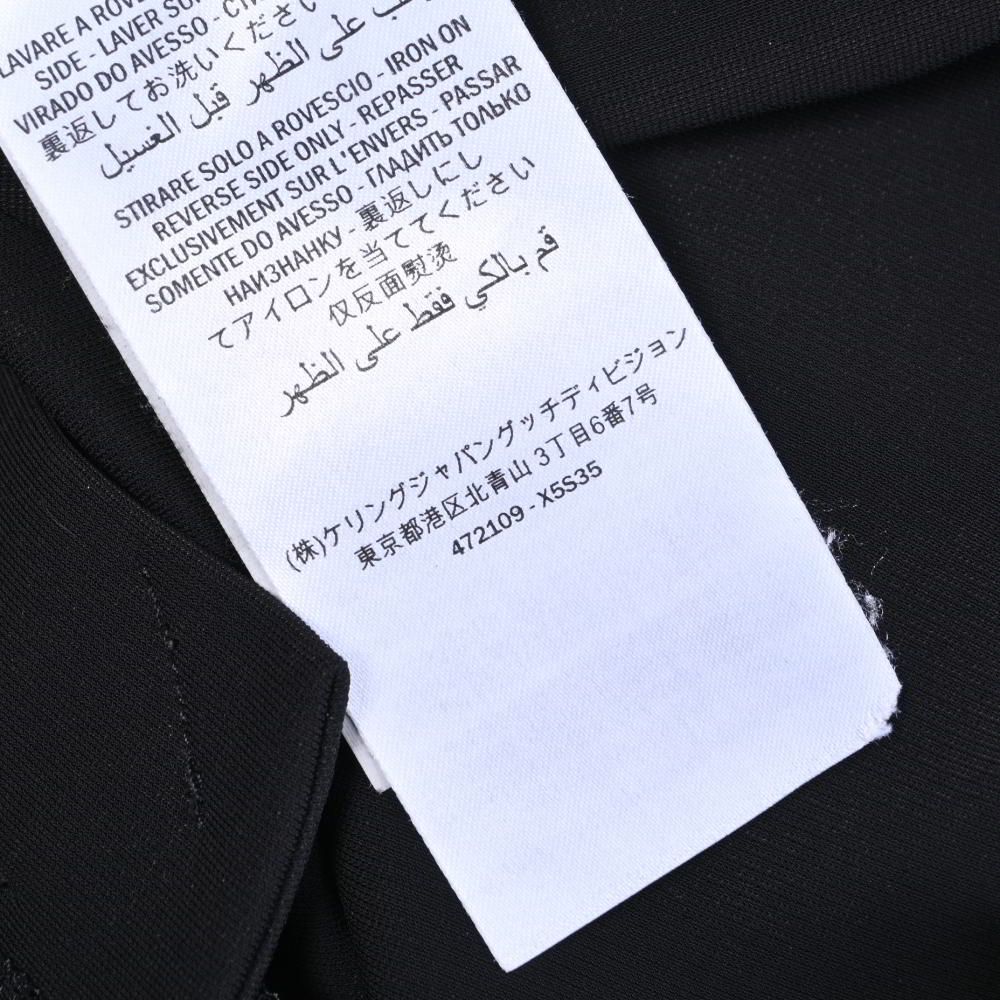 LAVARE A ROVE
SIDE - LAVER SU
VIRADO DO AVESSO - СТИ
裏返してお洗いください
على الظهر قبل الغسيل
STIRARE SOLO A ROVESCIO - IRON ON
REVERSE SIDE ONLY - REPASSER
EXCLUSIVEMENT SUR L'ENVERS - PASSAR
SOMENTE DO AVESSO - ГЛАДИТЬ ТОЛЬКО
НАИЗНАНКУ - 裏返しにし
てアイロンを当ててください
仅反面熨烫
قم بالكي فقط على الظهر
(株)ケリングジャパングッチディビジョン
東京都港区北青山3丁目6番7号
472109 - X5S35